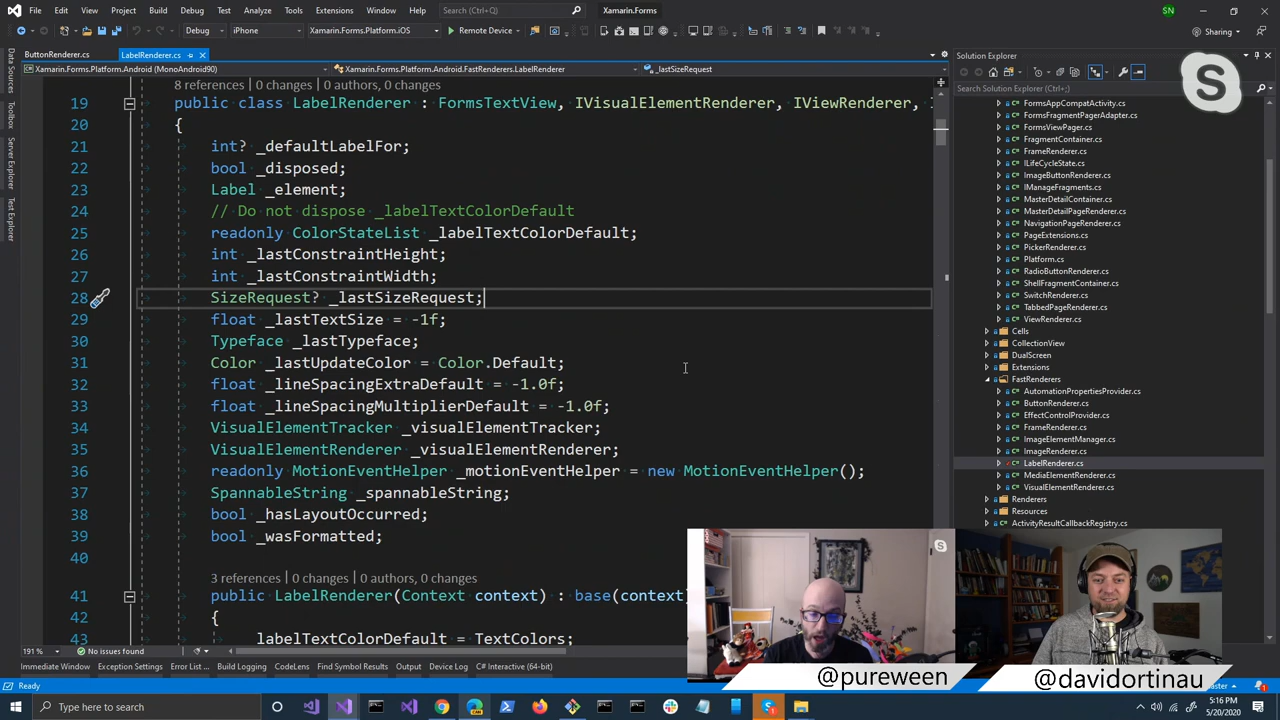 File Edit View Git Project Build Debug Test Analyze Tools Extensions Window Help Search (Ctrl+Q) Xamarin.Forms SN
Debug iPhone Xamarin.Forms.Platform.iOS Remote Device Sharing
ButtonRenderer.cs LabelRenderer.cs
Xamarin.Forms.Platform.Android (MonoAndroid90) Xamarin.Forms.Platform.Android.FastRenderers.LabelRenderer _lastSizeRequest
8 references | 0 changes | 0 authors, 0 changes
19 public class LabelRenderer : FormsTextView, IVisualElementRenderer, IViewRenderer,
20 {
21 int? _defaultLabelFor;
22 bool _disposed;
23 Label _element;
24 // Do not dispose _labelTextColorDefault
25 readonly ColorStateList _labelTextColorDefault;
26 int _lastConstraintHeight;
27 int _lastConstraintWidth;
28 SizeRequest? _lastSizeRequest;
29 float _lastTextSize = -1f;
30 Typeface _lastTypeface;
31 Color _lastUpdateColor = Color.Default;
32 float _lineSpacingExtraDefault = -1.0f;
33 float _lineSpacingMultiplierDefault = -1.0f;
34 VisualElementTracker _visualElementTracker;
35 VisualElementRenderer _visualElementRenderer;
36 readonly MotionEventHelper _motionEventHelper = new MotionEventHelper();
37 SpannableString _spannableString;
38 bool _hasLayoutOccurred;
39 bool _wasFormatted;
40
3 references | 0 changes | 0 authors, 0 changes
41 public LabelRenderer(Context context) : base(context
42 {
43 labelTextColorDefault = TextColors;
191 % No issues found
Immediate Window Exception Settings Error List ... Build Logging CodeLens Find Symbol Results Output Device Log C# Interactive (64-bit)
Ready
Data Sources
Toolbox
Server Explorer
Test Explorer
Solution Explorer
Search Solution Explorer (Ctrl+;)
FormsAppCompatActivity.cs
FormsFragmentPagerAdapter.cs
FormsViewPager.cs
FragmentContainer.cs
FrameRenderer.cs
ILifeCycleState.cs
ImageButtonRenderer.cs
IManageFragments.cs
MasterDetailContainer.cs
MasterDetailPageRenderer.cs
NavigationPageRenderer.cs
PageExtensions.cs
PickerRenderer.cs
Platform.cs
RadioButtonRenderer.cs
ShellFragmentContainer.cs
SwitchRenderer.cs
TabbedPageRenderer.cs
ViewRenderer.cs
Cells
CollectionView
DualScreen
Extensions
FastRenderers
AutomationPropertiesProvider.cs
ButtonRenderer.cs
EffectControlProvider.cs
FrameRenderer.cs
ImageElementManager.cs
ImageRenderer.cs
LabelRenderer.cs
MediaElementRenderer.cs
VisualElementRenderer.cs
Renderers
Resources
ActivityResultCallbackRegistry.cs
@pureween
@davidortinau
Type here to search
5:16 PM
5/20/2020